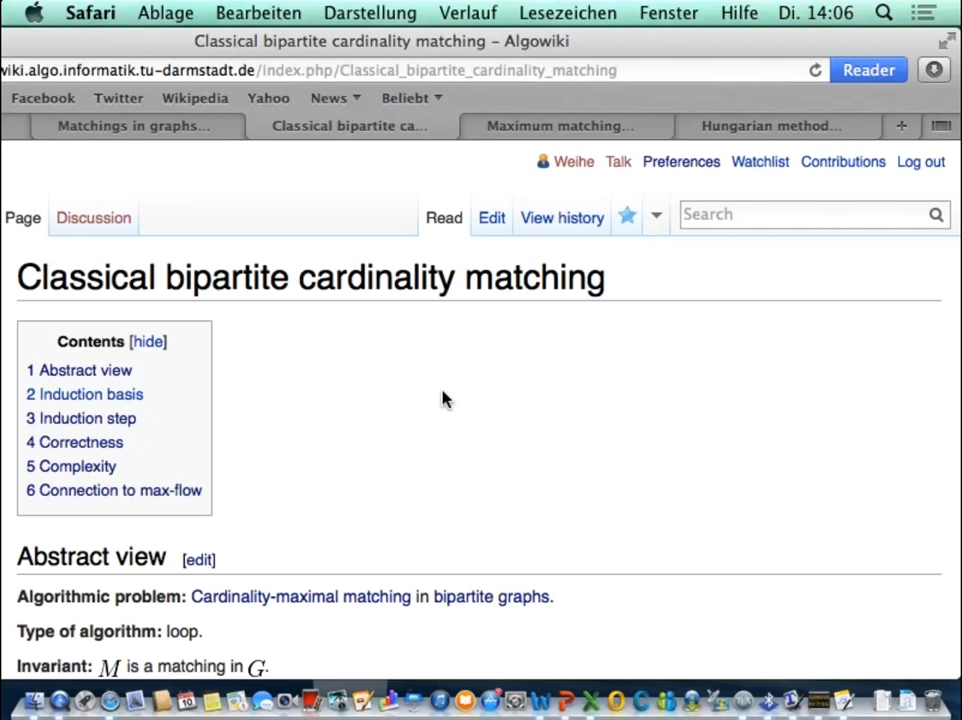 Safari Ablage Bearbeiten Darstellung Verlauf Lesezeichen Fenster Hilfe Di. 14:06
Classical bipartite cardinality matching – Algowiki
wiki.algo.informatik.tu-darmstadt.de/index.php/Classical_bipartite_cardinality_matching Reader
Facebook Twitter Wikipedia Yahoo News Beliebt
Matchings in graphs... Classical bipartite ca... Maximum matching... Hungarian method... +
Weihe Talk Preferences Watchlist Contributions Log out
Page Discussion Read Edit View history Search
Classical bipartite cardinality matching
Contents [hide]
1 Abstract view
2 Induction basis
3 Induction step
4 Correctness
5 Complexity
6 Connection to max-flow
Abstract view [edit]
Algorithmic problem: Cardinality-maximal matching in bipartite graphs.
Type of algorithm: loop.
Invariant: M is a matching in G.